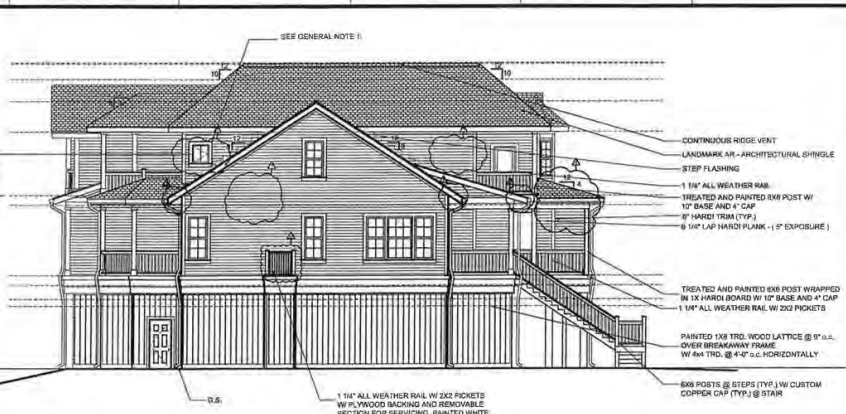 SEE GENERAL NOTE 1.
12
10
12
10
12
12
8
12
4
CONTINUOUS RIDGE VENT
LANDMARK AR - ARCHITECTURAL SHINGLE
STEP FLASHING
1 1/4" ALL WEATHER RAIL
TREATED AND PAINTED 8X8 POST W/
10" BASE AND 4" CAP
6" HARDI TRIM (TYP.)
6 1/4" LAP HARDI PLANK - ( 5" EXPOSURE )
TREATED AND PAINTED 6X6 POST WRAPPED
IN 1X HARDI BOARD W/ 10" BASE AND 4" CAP
1 1/4" ALL WEATHER RAIL W/ 2X2 PICKETS
PAINTED 1X8 TRD. WOOD LATTICE @ 9" o.c.
OVER BREAKAWAY FRAME
W/ 4x4 TRD. @ 4'-0" o.c. HORIZONTALLY
6X6 POSTS @ STEPS (TYP.) W/ CUSTOM
COPPER CAP (TYP.) @ STAIR
D.S.
1 1/4" ALL WEATHER RAIL W/ 2X2 PICKETS
W/ PLYWOOD BACKING AND REMOVABLE
SECTION FOR SERVICING, PAINTED WHITE